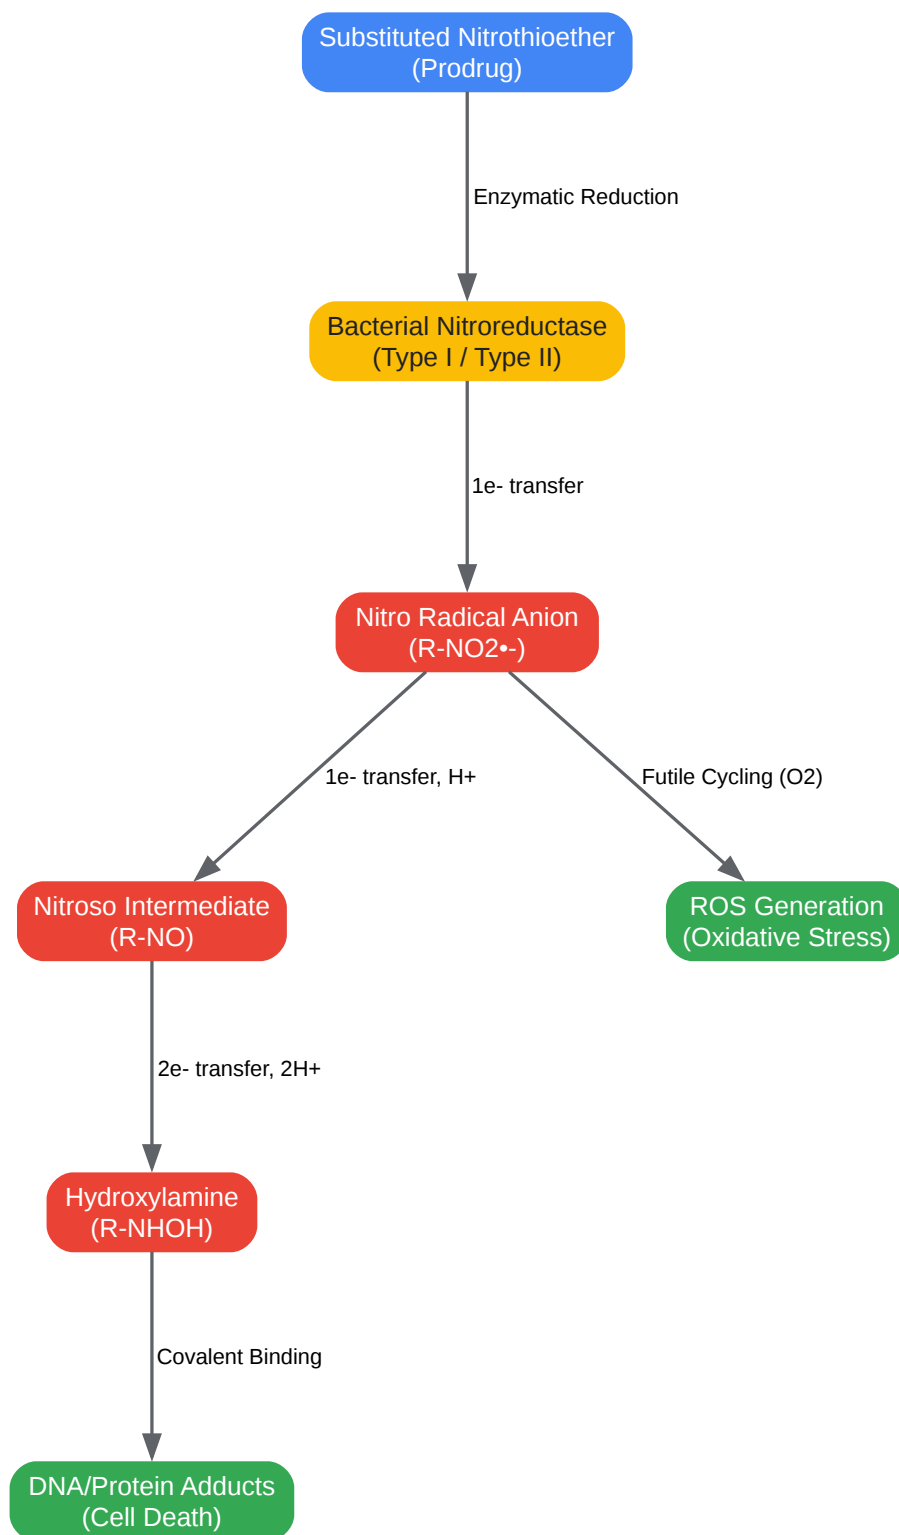 Substituted Nitrothioether
(Prodrug)
Enzymatic Reduction
Bacterial Nitroreductase
(Type I / Type II)
1e- transfer
Nitro Radical Anion
(R-NO2•-)
1e- transfer, H+
Futile Cycling (O2)
Nitroso Intermediate
(R-NO)
ROS Generation
(Oxidative Stress)
2e- transfer, 2H+
Hydroxylamine
(R-NHOH)
Covalent Binding
DNA/Protein Adducts
(Cell Death)